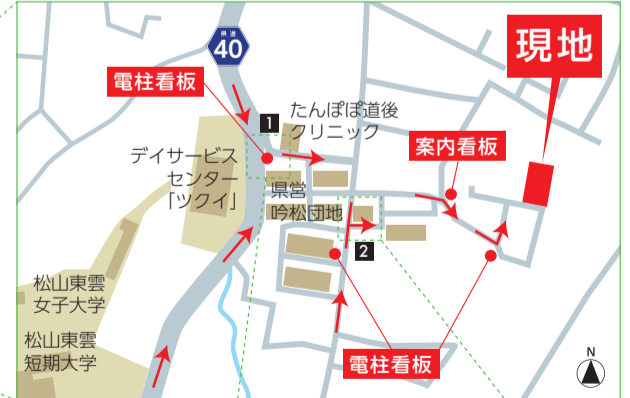 県道
40
現地
電柱看板
1
たんぽぽ道後
クリニック
案内看板
デイサービス
センター
「ツクイ」
県営
吟松団地
2
松山東雲
女子大学
松山東雲
短期大学
電柱看板
N